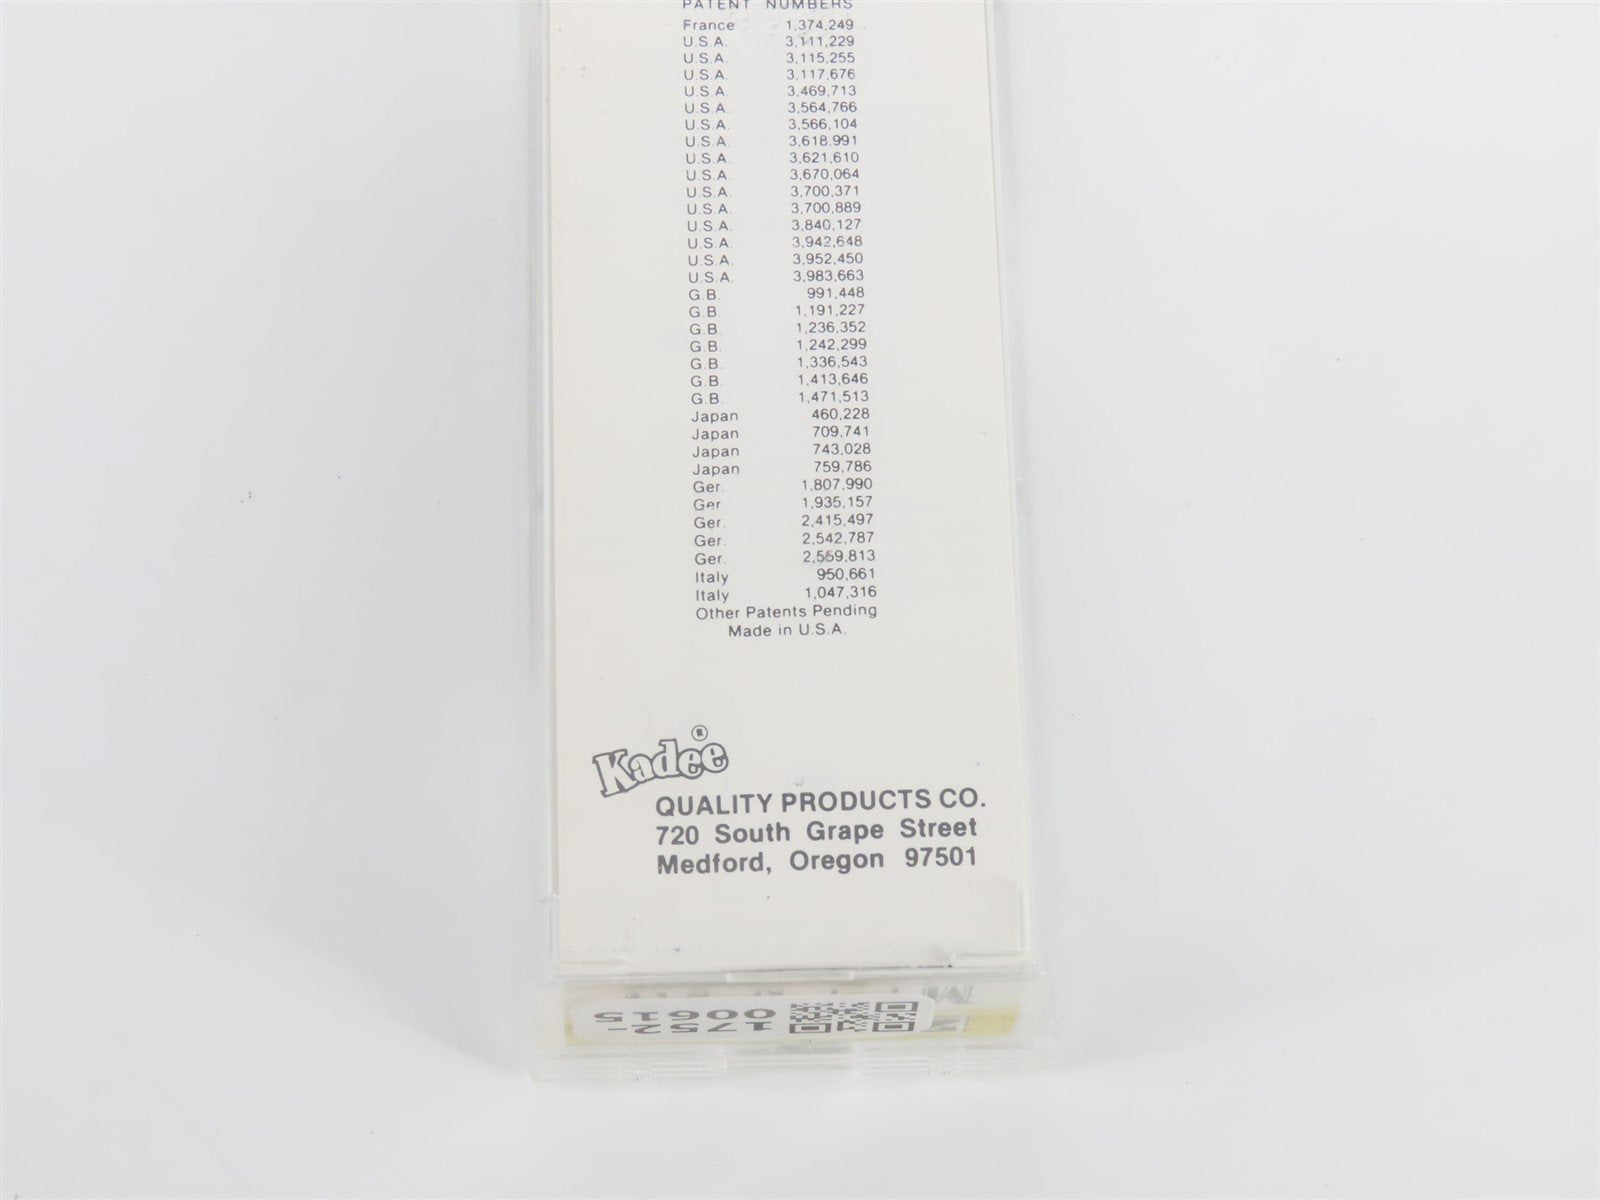 PATENT NUMBERS
France 1,374,249
U.S.A. 3,111,229
U.S.A. 3,115,255
U.S.A. 3,117,676
U.S.A. 3,469,713
U.S.A. 3,564,766
U.S.A. 3,566,104
U.S.A. 3,618.991
U.S.A. 3,621,610
U.S.A. 3,670,064
U.S.A. 3,700,371
U.S.A. 3,700,889
U.S.A. 3,840,127
U.S.A. 3,942,648
U.S.A. 3,952,450
U.S.A. 3,983,663
G.B. 991,448
G.B 1,191,227
G.B. 1,236,352
G.B. 1,242,299
G.B. 1,336,543
G.B. 1,413,646
G.B. 1,471,513
Japan 460,228
Japan 709,741
Japan 743,028
Japan 759,786
Ger. 1,807,990
Ger 1,935,157
Ger. 2,415,497
Ger. 2,542,787
Ger. 2,559,813
Italy 950,661
Italy 1,047,316
Other Patents Pending
Made in U.S.A.
Kadee®
QUALITY PRODUCTS CO.
720 South Grape Street
Medford, Oregon 97501
1752-
00615